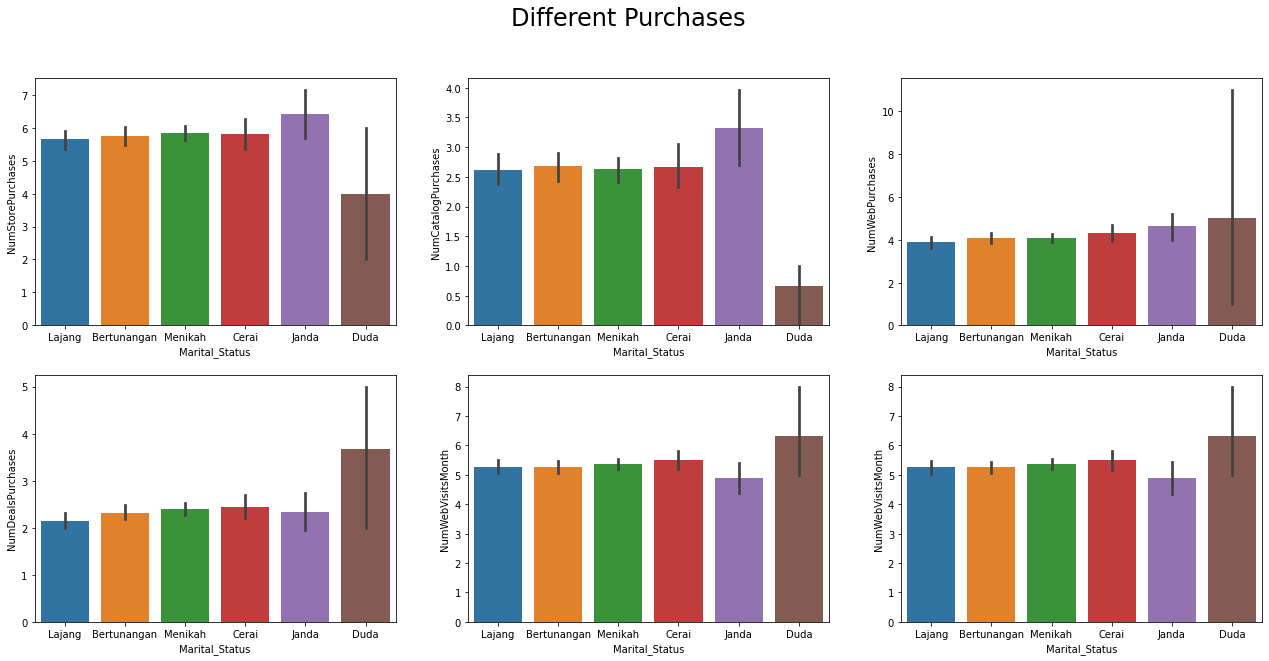 Different Purchases
7
6
5
4
3
2
1
0
NumStorePurchases
Lajang Bertunangan Menikah Cerai Janda Duda
Marital_Status
4.0
3.5
3.0
2.5
2.0
1.5
1.0
0.5
0.0
NumCatalogPurchases
Lajang Bertunangan Menikah Cerai Janda Duda
Marital_Status
10
8
6
4
2
0
NumWebPurchases
Lajang Bertunangan Menikah Cerai Janda Duda
Marital_Status
5
4
3
2
1
0
NumDealsPurchases
Lajang Bertunangan Menikah Cerai Janda Duda
Marital_Status
8
7
6
5
4
3
2
1
0
NumWebVisitsMonth
Lajang Bertunangan Menikah Cerai Janda Duda
Marital_Status
8
7
6
5
4
3
2
1
0
NumWebVisitsMonth
Lajang Bertunangan Menikah Cerai Janda Duda
Marital_Status